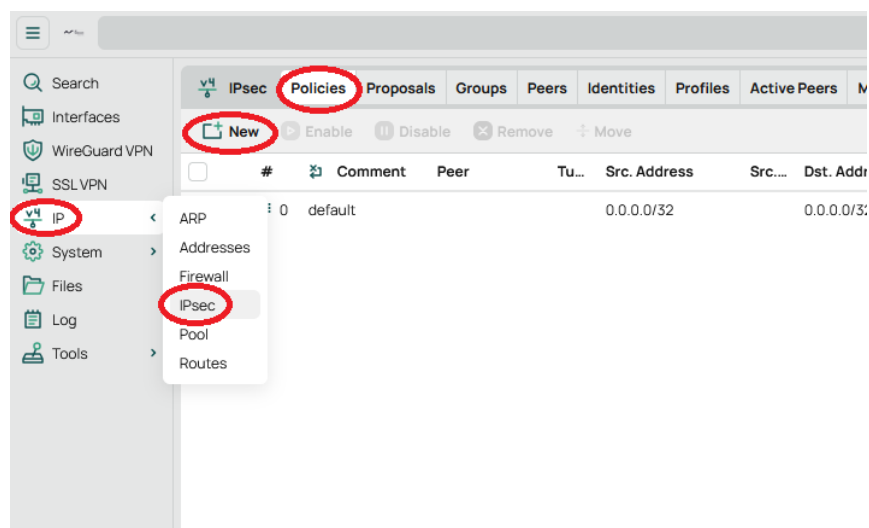 Search
Interfaces
WireGuard VPN
SSL VPN
IP
System
Files
Log
Tools
ARP
Addresses
Firewall
IPsec
Pool
Routes
IPsec Policies Proposals Groups Peers Identities Profiles Active Peers M
New Enable Disable Remove Move
# Comment Peer Tu... Src. Address Src.... Dst. Addr
0 default 0.0.0.0/32 0.0.0.0/32